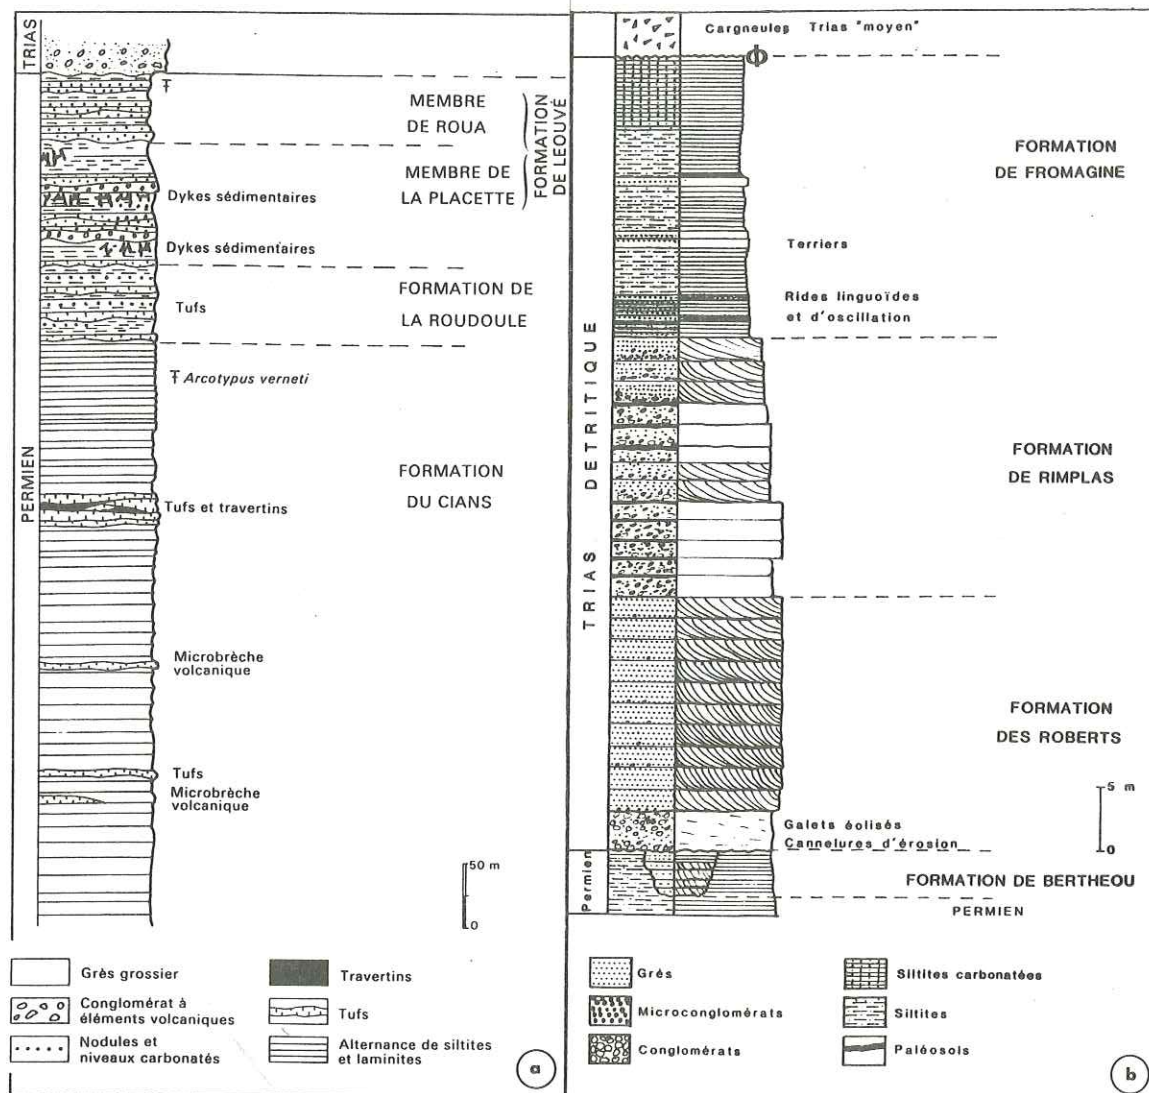 TRIAS
PERMIEN
Ŧ
MEMBRE
DE ROUA
MEMBRE DE
LA PLACETTE
FORMATION
DE LEOUVÉ
Dykes sédimentaires
Dykes sédimentaires
FORMATION DE
LA ROUDOULE
Tufs
Ŧ Arcotypus verneti
FORMATION
DU CIANS
Tufs et travertins
Microbrèche
volcanique
Tufs
Microbrèche
volcanique
50 m
0
Grès grossier
Conglomérat à
éléments volcaniques
Nodules et
niveaux carbonatés
Travertins
Tufs
Alternance de siltites
et laminites
a
TRIAS DETRITIQUE
Permien
Cargneules Trias "moyen"
Φ
FORMATION
DE FROMAGINE
Terriers
Rides linguoïdes
et d'oscillation
FORMATION
DE RIMPLAS
FORMATION
DES ROBERTS
5 m
0
Galets éolisés
Cannelures d'érosion
FORMATION DE BERTHEOU
PERMIEN
Grés
Microconglomérats
Conglomérats
Siltites carbonatées
Siltites
Paléosols
b